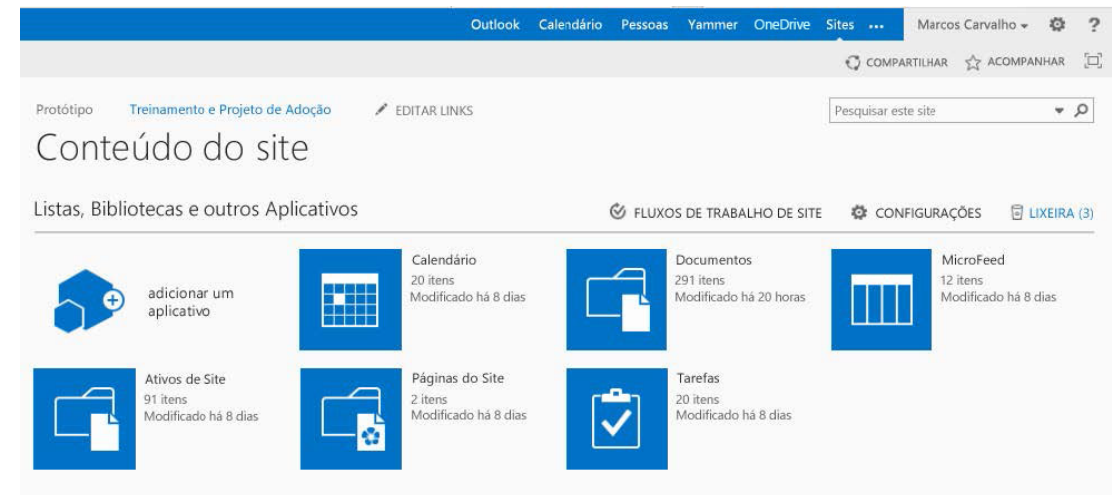 Outlook Calendário Pessoas Yammer OneDrive Sites ••• Marcos Carvalho ?
COMPARTILHAR ACOMPANHAR
Protótipo Treinamento e Projeto de Adoção EDITAR LINKS Pesquisar este site
Conteúdo do site
Listas, Bibliotecas e outros Aplicativos FLUXOS DE TRABALHO DE SITE CONFIGURAÇÕES LIXEIRA (3)
adicionar um
aplicativo
Calendário
20 itens
Modificado há 8 dias
Documentos
291 itens
Modificado há 20 horas
MicroFeed
12 itens
Modificado há 8 dias
Ativos de Site
91 itens
Modificado há 8 dias
Páginas do Site
2 itens
Modificado há 8 dias
Tarefas
20 itens
Modificado há 8 dias